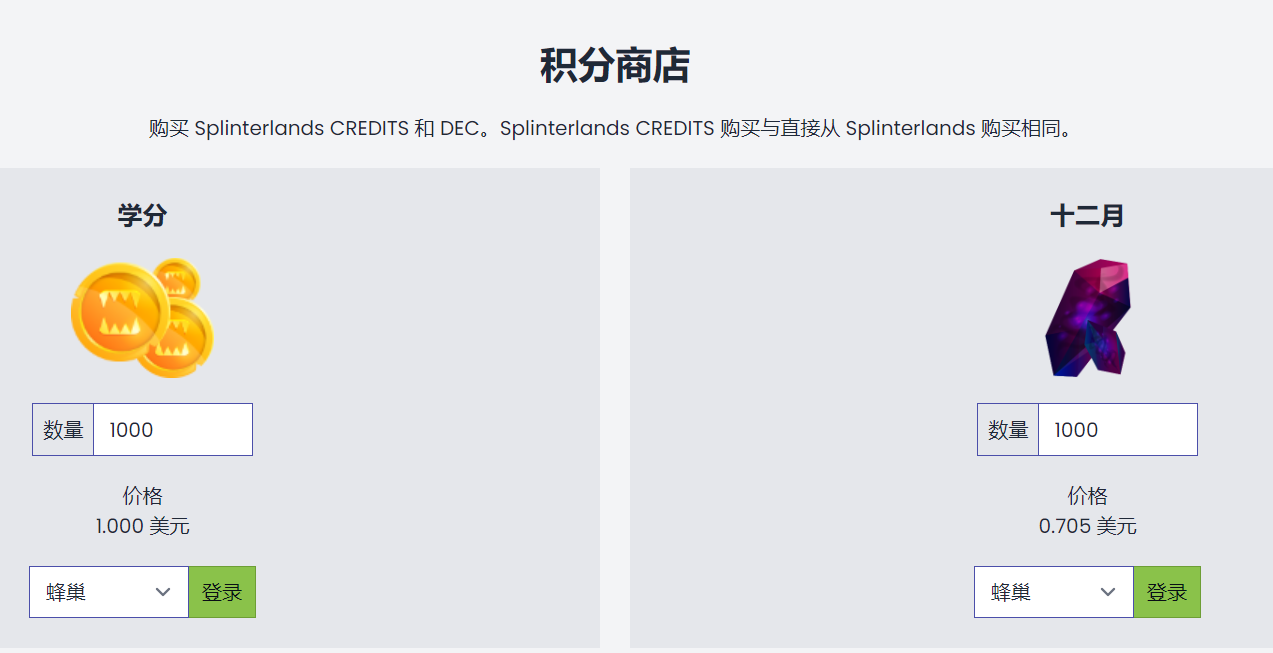 积分商店
购买 Splinterlands CREDITS 和 DEC。Splinterlands CREDITS 购买与直接从 Splinterlands 购买相同。
学分
数量 1000
价格
1.000 美元
蜂巢 登录
十二月
数量 1000
价格
0.705 美元
蜂巢 登录